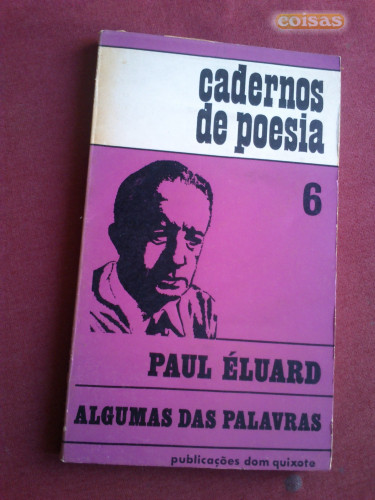 coisas
cadernos
de poesia
6
PAUL ÉLUARD
ALGUMAS DAS PALAVRAS
publicações dom quixote